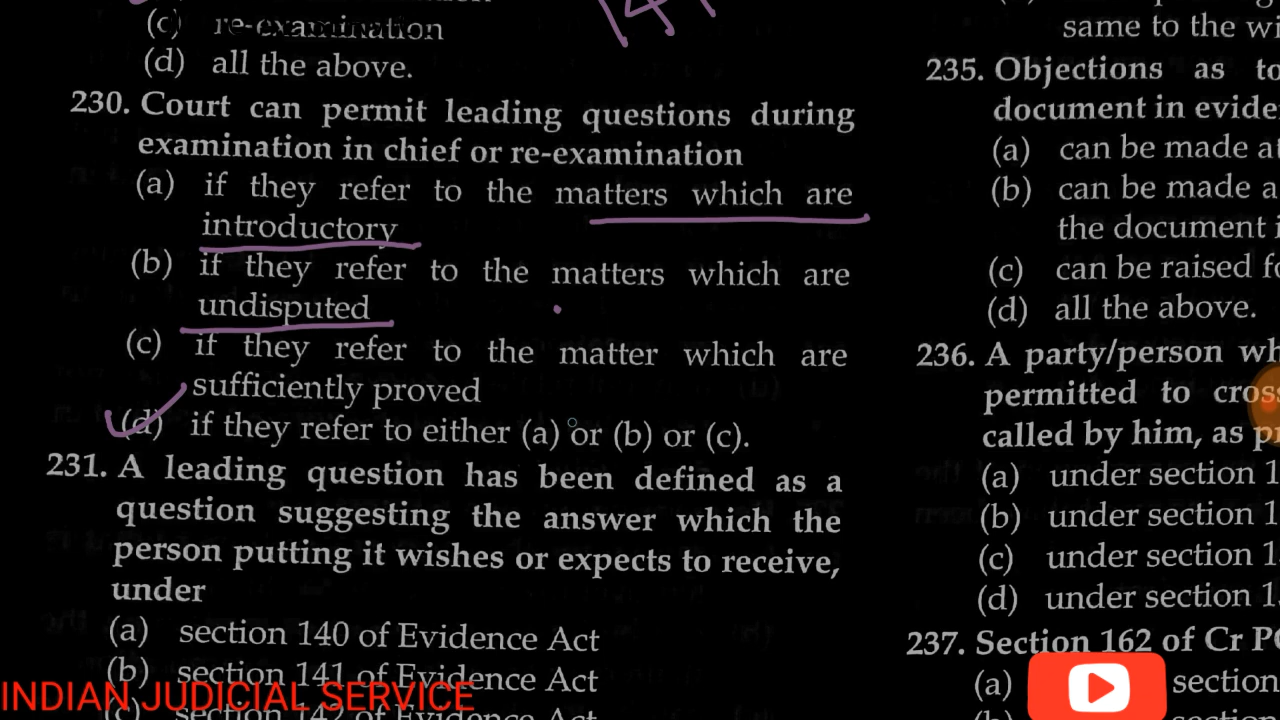 (c) re-examination
(d) all the above.
230. Court can permit leading questions during
examination in chief or re-examination
(a) if they refer to the matters which are
introductory
(b) if they refer to the matters which are
undisputed
(c) if they refer to the matter which are
sufficiently proved
(d) if they refer to either (a) or (b) or (c).
231. A leading question has been defined as a
question suggesting the answer which the
person putting it wishes or expects to receive,
under
(a) section 140 of Evidence Act
(b) section 141 of Evidence Act
(c) section 142 of Evidence Act
same to the
235. Objections as to
document in
(a) can be made
(b) can be made
the document
(c) can be raised
(d) all the above.
236. A party/person
permitted to
called by him, as
(a) under section
(b) under section
(c) under section
(d) under section
237. Section 162 of Cr
(a) section
INDIAN JUDICIAL SERVICE